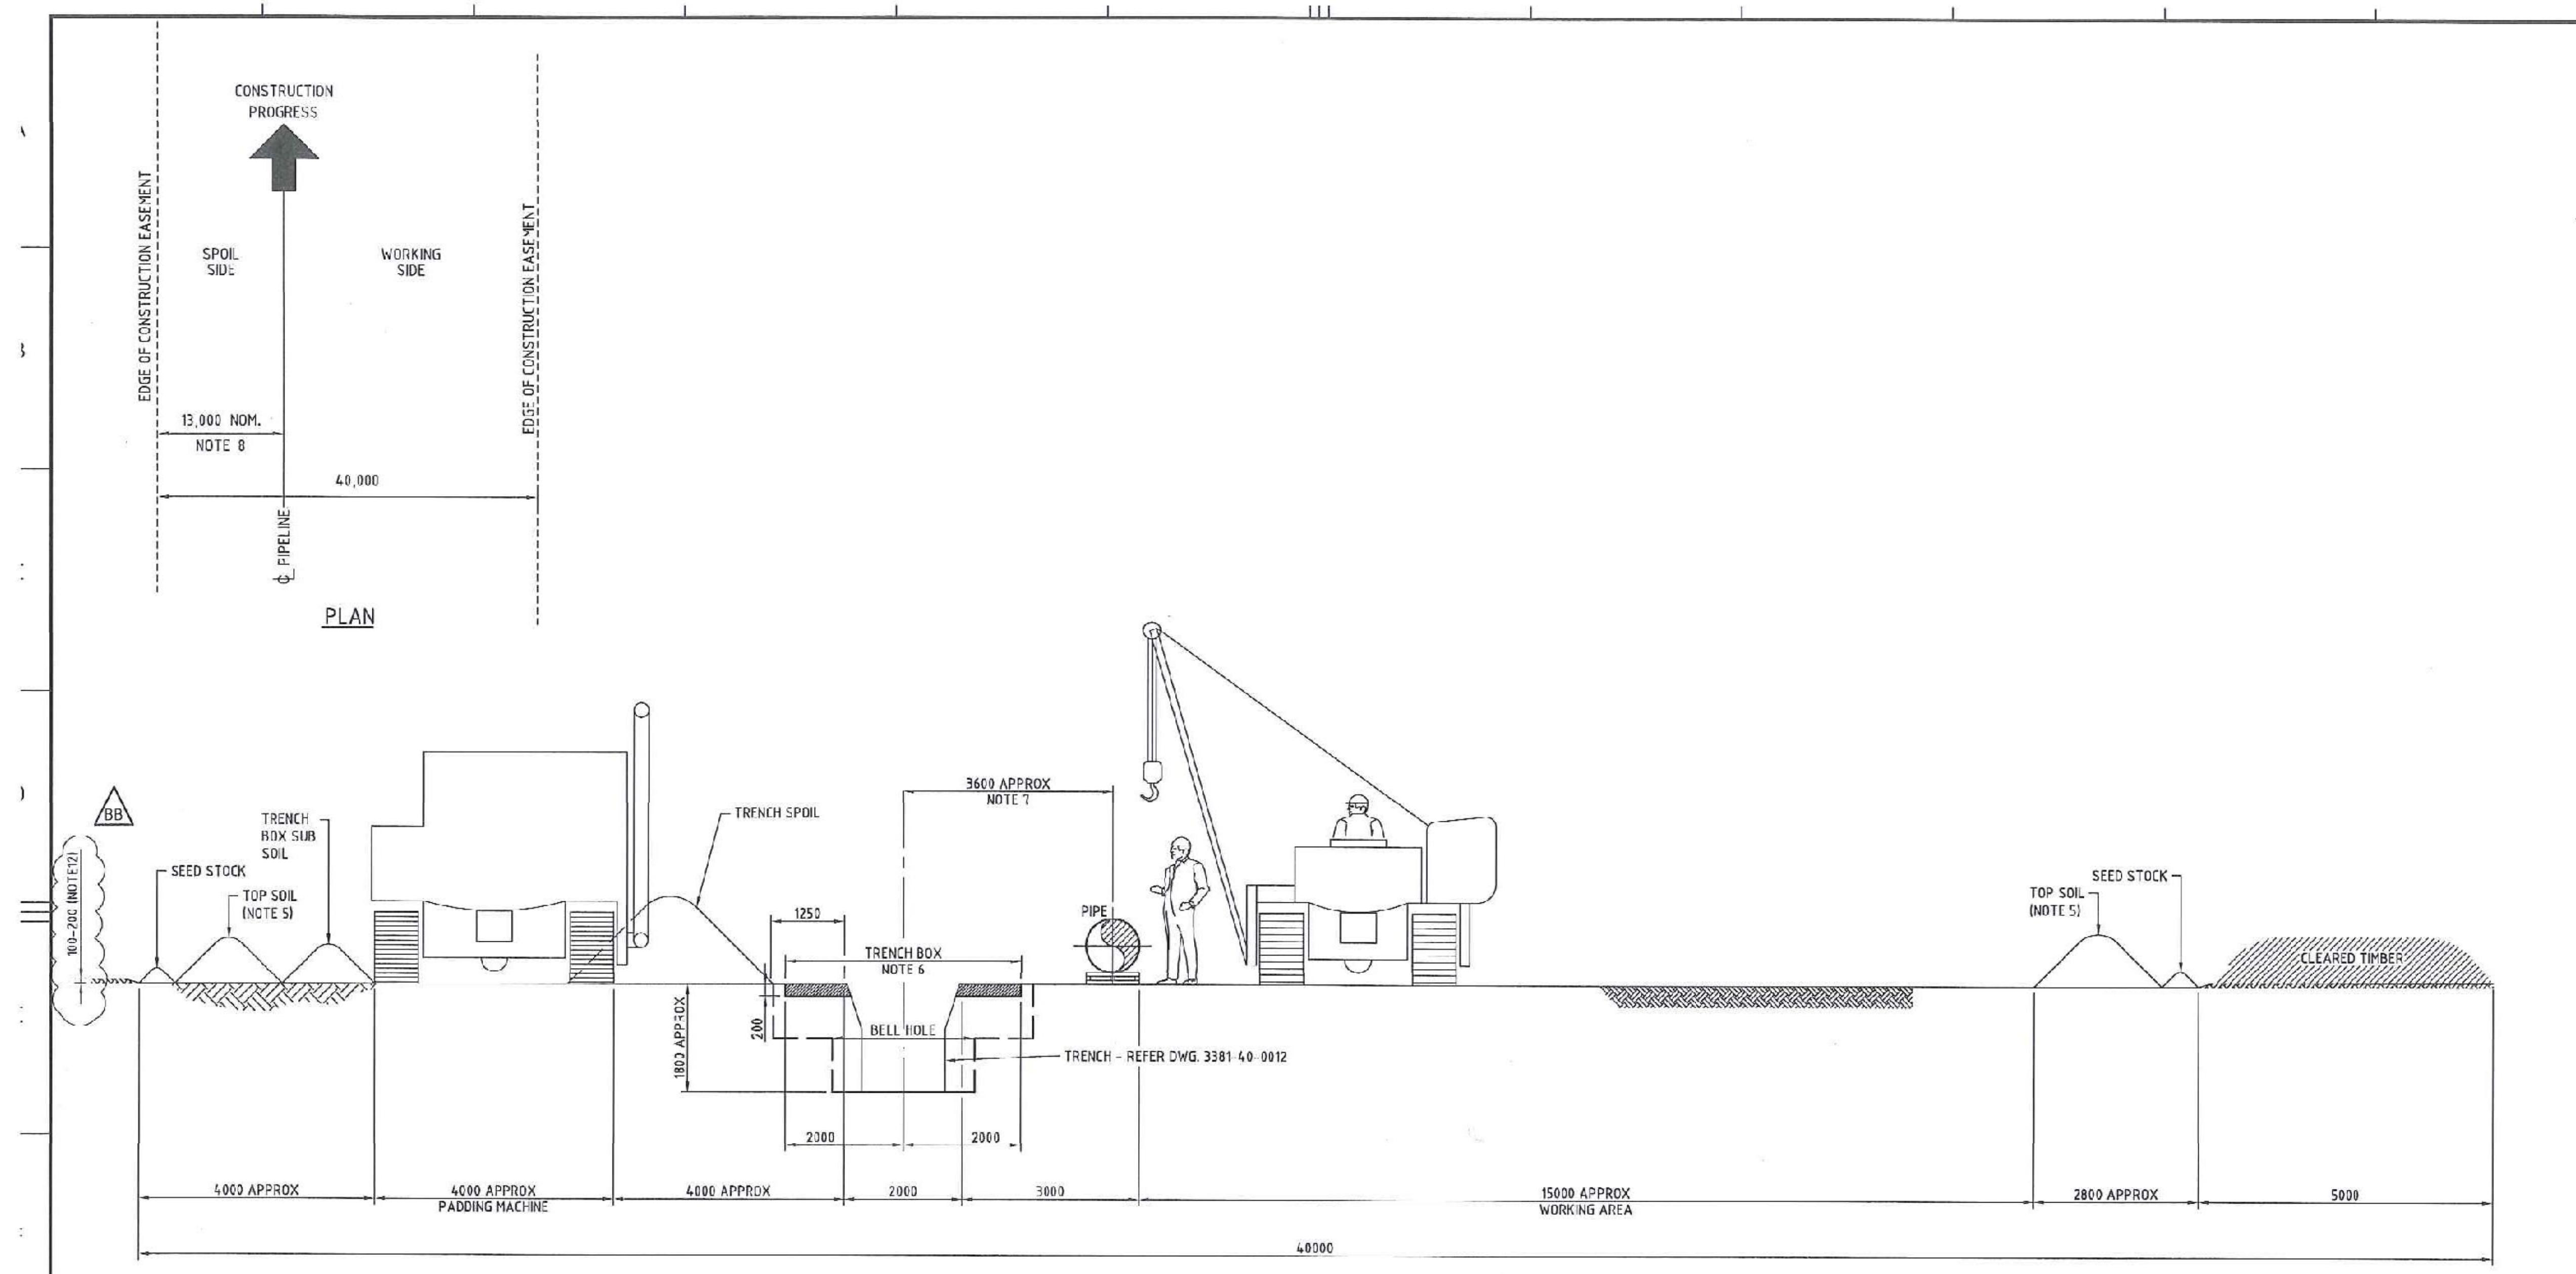 CONSTRUCTION
PROGRESS
EDGE OF CONSTRUCTION EASEMENT
SPOIL
SIDE
WORKING
SIDE
EDGE OF CONSTRUCTION EASEMENT
13,000 NOM.
NOTE 8
40,000
℄ PIPELINE
PLAN
BB
100-200 (NOTE12)
SEED STOCK
TOP SOIL
(NOTE 5)
TRENCH
BOX SUB
SOIL
TRENCH SPOIL
3600 APPROX
NOTE 7
1250
TRENCH BOX
NOTE 6
PIPE
1800 APPROX
200
BELL HOLE
TRENCH - REFER DWG. 3381-40-0012
2000
2000
SEED STOCK
TOP SOIL
(NOTE 5)
CLEARED TIMBER
4000 APPROX
4000 APPROX
PADDING MACHINE
4000 APPROX
2000
3000
15000 APPROX
WORKING AREA
2800 APPROX
5000
40000